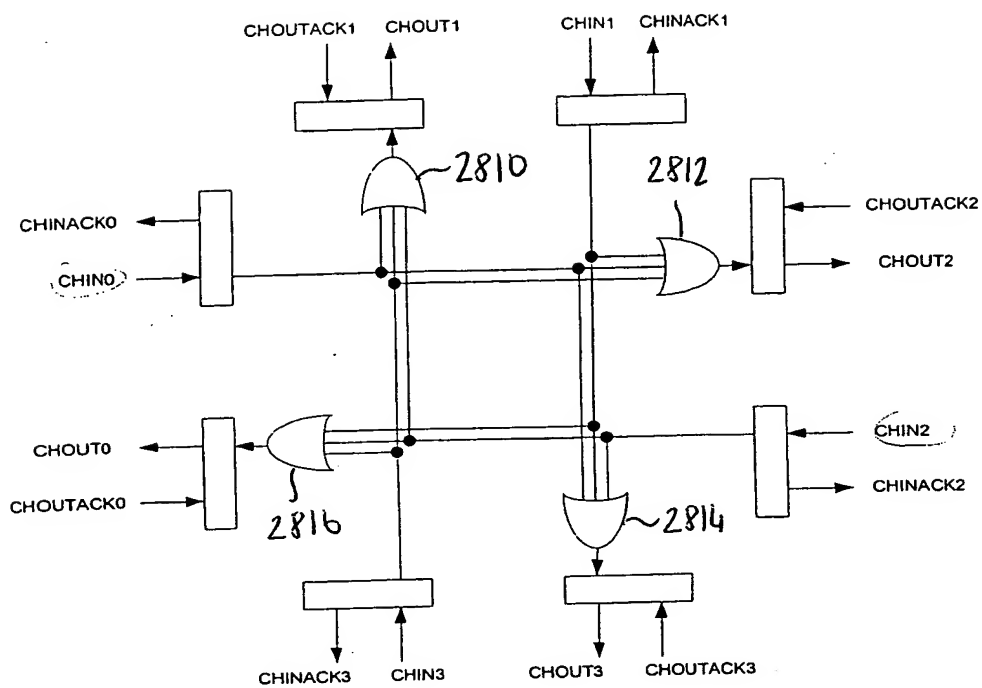 CHOUTACK1
CHOUT1
CHIN1
CHINACK1
2810
2812
CHINACK0
CHOUTACK2
CHIN0
CHOUT2
CHOUT0
CHIN2
CHOUTACK0
CHINACK2
2816
2814
CHINACK3
CHIN3
CHOUT3
CHOUTACK3